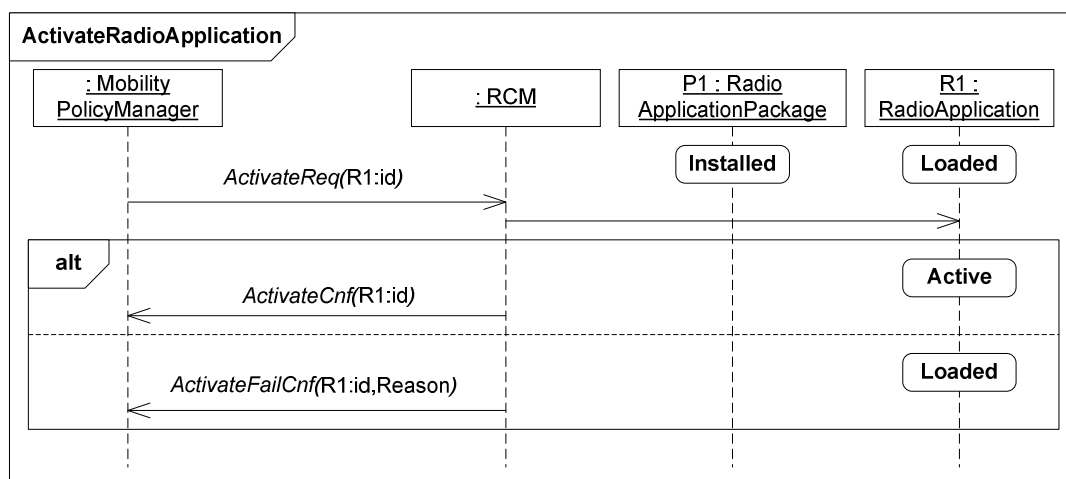 ActivateRadioApplication
: Mobility
PolicyManager
: RCM
P1 : Radio
ApplicationPackage
R1 :
RadioApplication
Installed
Loaded
ActivateReq(R1:id)
alt
Active
ActivateCnf(R1:id)
Loaded
ActivateFailCnf(R1:id,Reason)